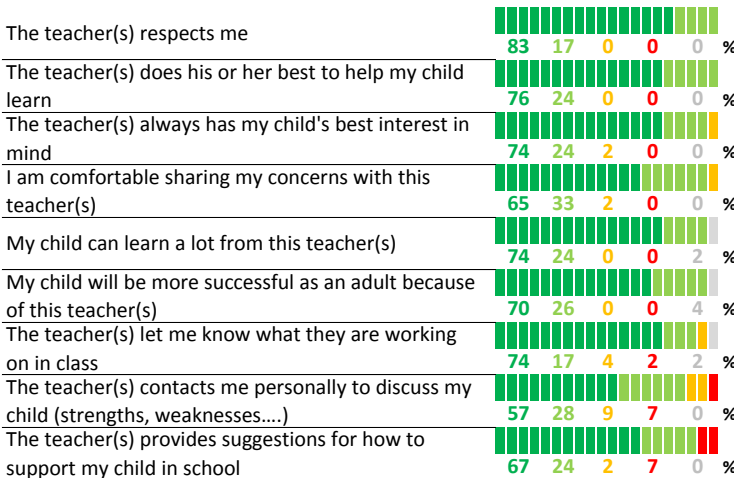 The teacher(s) respects me
83 17 0 0 0 %
The teacher(s) does his or her best to help my child
learn
76 24 0 0 0 %
The teacher(s) always has my child's best interest in
mind
74 24 2 0 0 %
I am comfortable sharing my concerns with this
teacher(s)
65 33 2 0 0 %
My child can learn a lot from this teacher(s)
74 24 0 0 2 %
My child will be more successful as an adult because
of this teacher(s)
70 26 0 0 4 %
The teacher(s) let me know what they are working
on in class
74 17 4 2 2 %
The teacher(s) contacts me personally to discuss my
child (strengths, weaknesses....)
57 28 9 7 0 %
The teacher(s) provides suggestions for how to
support my child in school
67 24 2 7 0 %